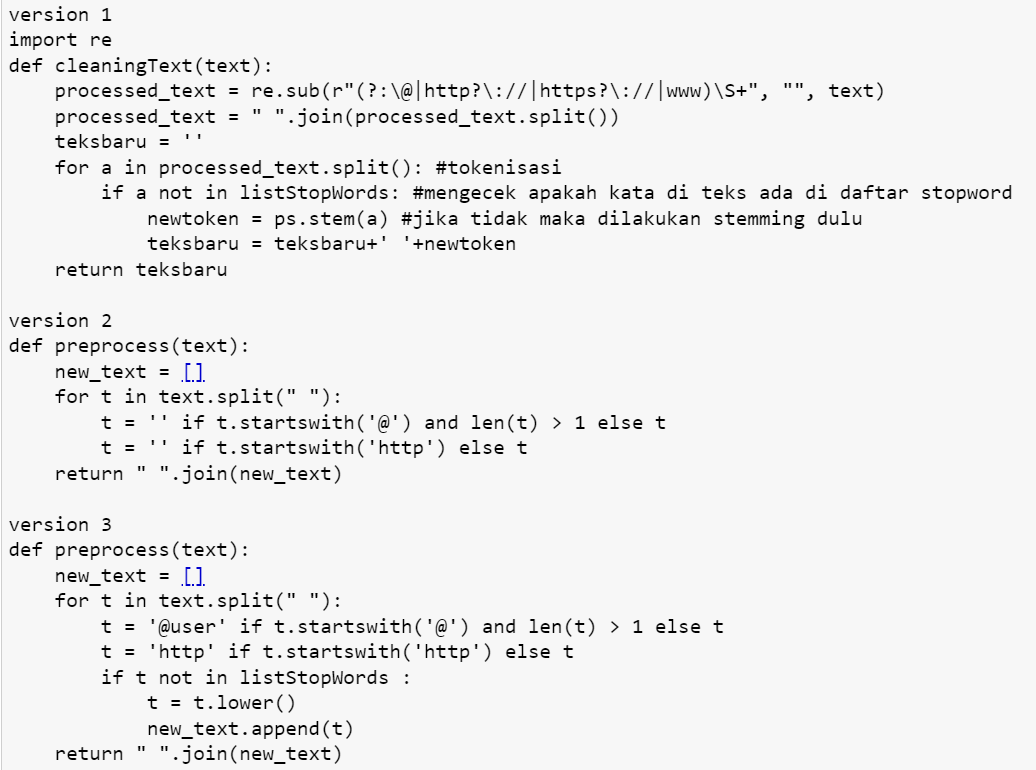 version 1
import re
def cleaningText(text):
    processed_text = re.sub(r"(?:\@|http?\://|https?\://|www)\S+", "", text)
    processed_text = " ".join(processed_text.split())
    teksbaru = ''
    for a in processed_text.split(): #tokenisasi
        if a not in listStopWords: #mengecek apakah kata di teks ada di daftar stopword
            newtoken = ps.stem(a) #jika tidak maka dilakukan stemming dulu
            teksbaru = teksbaru+' '+newtoken
    return teksbaru

version 2
def preprocess(text):
    new_text = []
    for t in text.split(" "):
        t = '' if t.startswith('@') and len(t) > 1 else t
        t = '' if t.startswith('http') else t
    return " ".join(new_text)

version 3
def preprocess(text):
    new_text = []
    for t in text.split(" "):
        t = '@user' if t.startswith('@') and len(t) > 1 else t
        t = 'http' if t.startswith('http') else t
        if t not in listStopWords :
            t = t.lower()
            new_text.append(t)
    return " ".join(new_text)